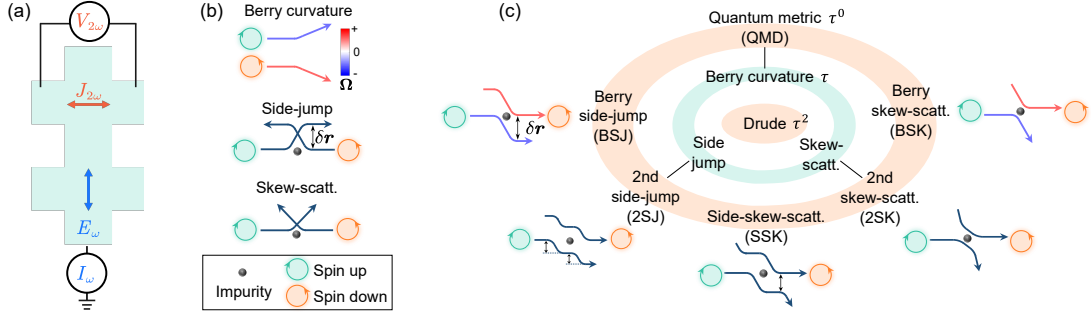 (a)
V2ω
J2ω
Eω
Iω
(b)
Berry curvature
+
0
-
Ω
Side-jump
δr
Skew-scatt.
Impurity
Spin up
Spin down
(c)
Quantum metric τ⁰
(QMD)
Berry curvature τ
Drude τ²
Side
jump
Skew-
scatt.
Berry
side-jump
(BSJ)
δr
Berry
skew-scatt.
(BSK)
2nd
side-jump
(2SJ)
Side-skew-scatt.
(SSK)
2nd
skew-scatt.
(2SK)